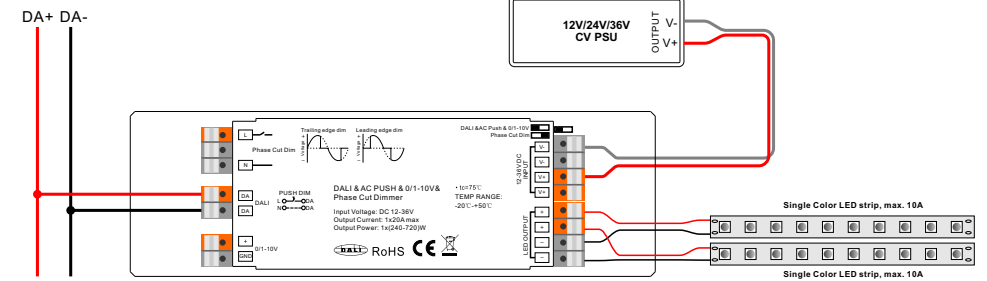 DA+ DA-
12V/24V/36V
CV PSU
OUTPUT
V-
V+
L
N
Phase Cut Dim
Trailing edge dim
Leading edge dim
DALI &AC Push & 0/1-10V
Phase Cut Dim
DA
DA
DALI
PUSH DIM
L DA
N DA
+
GND
0/1-10V
DALI & AC PUSH & 0/1-10V&
Phase Cut Dimmer
Input Voltage: DC 12-36V
Output Current: 1x20A max
Output Power: 1x(240-720)W
• tc=75℃
TEMP RANGE:
-20℃-+50℃
DALI RoHS CE
12-36VDC
INPUT
V-
V-
V+
V+
LED OUTPUT
+
+
−
−
Single Color LED strip, max. 10A
Single Color LED strip, max. 10A